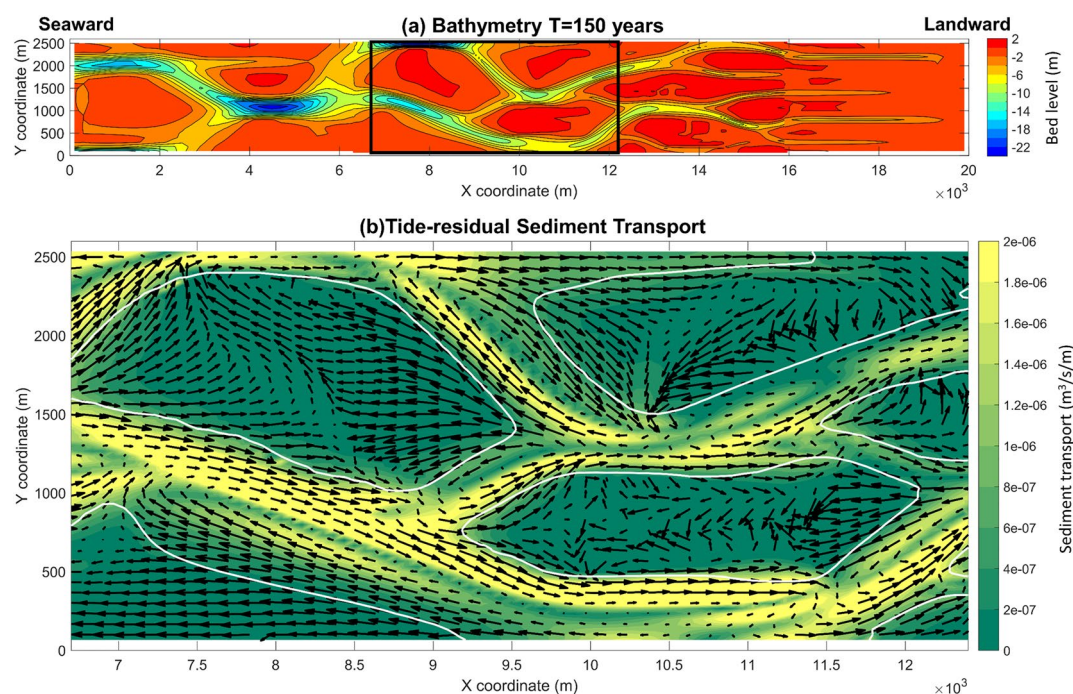 Seaward
(a) Bathymetry T=150 years
Landward
Y coordinate (m)
2500
2000
1500
1000
500
0
0 2 4 6 8 10 12 14 16 18 20
X coordinate (m)
×10³
2
-2
-6
-10
-14
-18
-22
Bed level (m)
(b)Tide-residual Sediment Transport
Y coordinate (m)
2500
2000
1500
1000
500
0
7 7.5 8 8.5 9 9.5 10 10.5 11 11.5 12
X coordinate (m)
×10³
2e-06
1.8e-06
1.6e-06
1.4e-06
1.2e-06
1e-06
8e-07
6e-07
4e-07
2e-07
0
Sediment transport (m³/s/m)